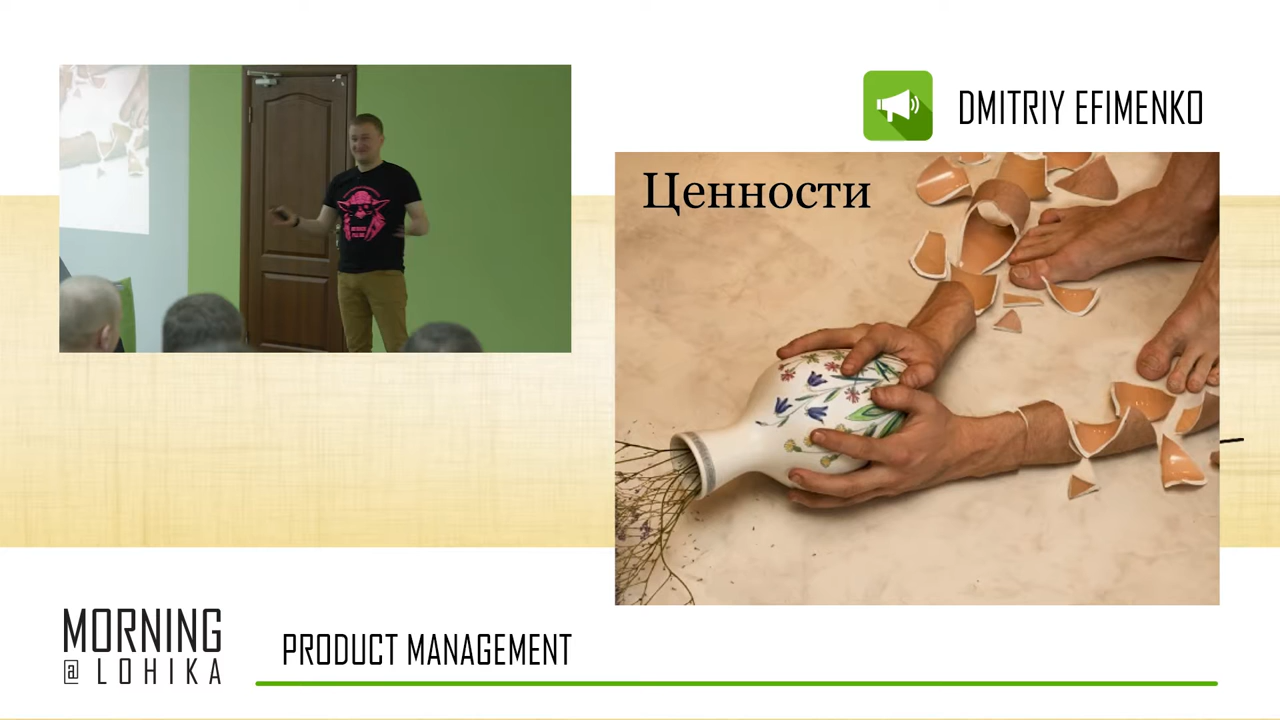 DMITRIY EFIMENKO
Ценности
MORNING
@ LOHIKA
PRODUCT MANAGEMENT